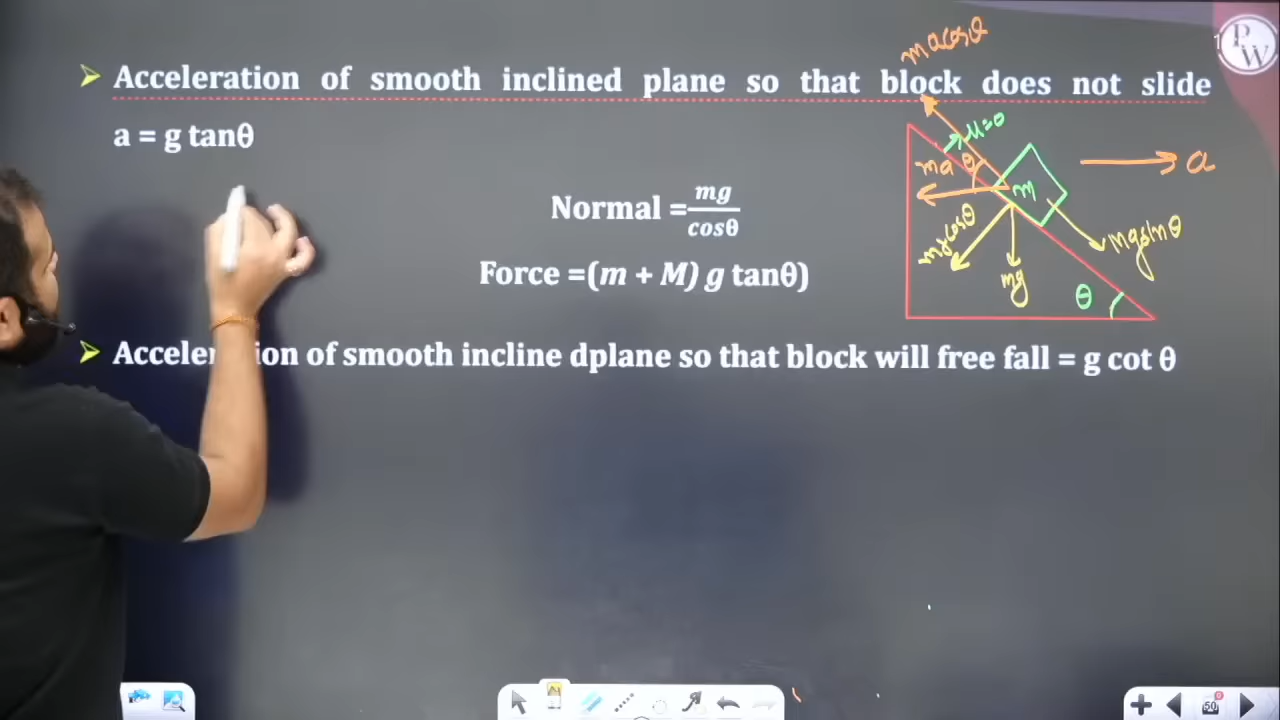 Acceleration of smooth inclined plane so that block does not slide
a = g tanθ
Normal = mg/cosθ
Force =(m + M) g tanθ)
Acceler ion of smooth incline dplane so that block will free fall = g cot θ
ma cosθ
μ=0
ma θ
m
a
mg cosθ
mg
mg sinθ
θ
PW
50